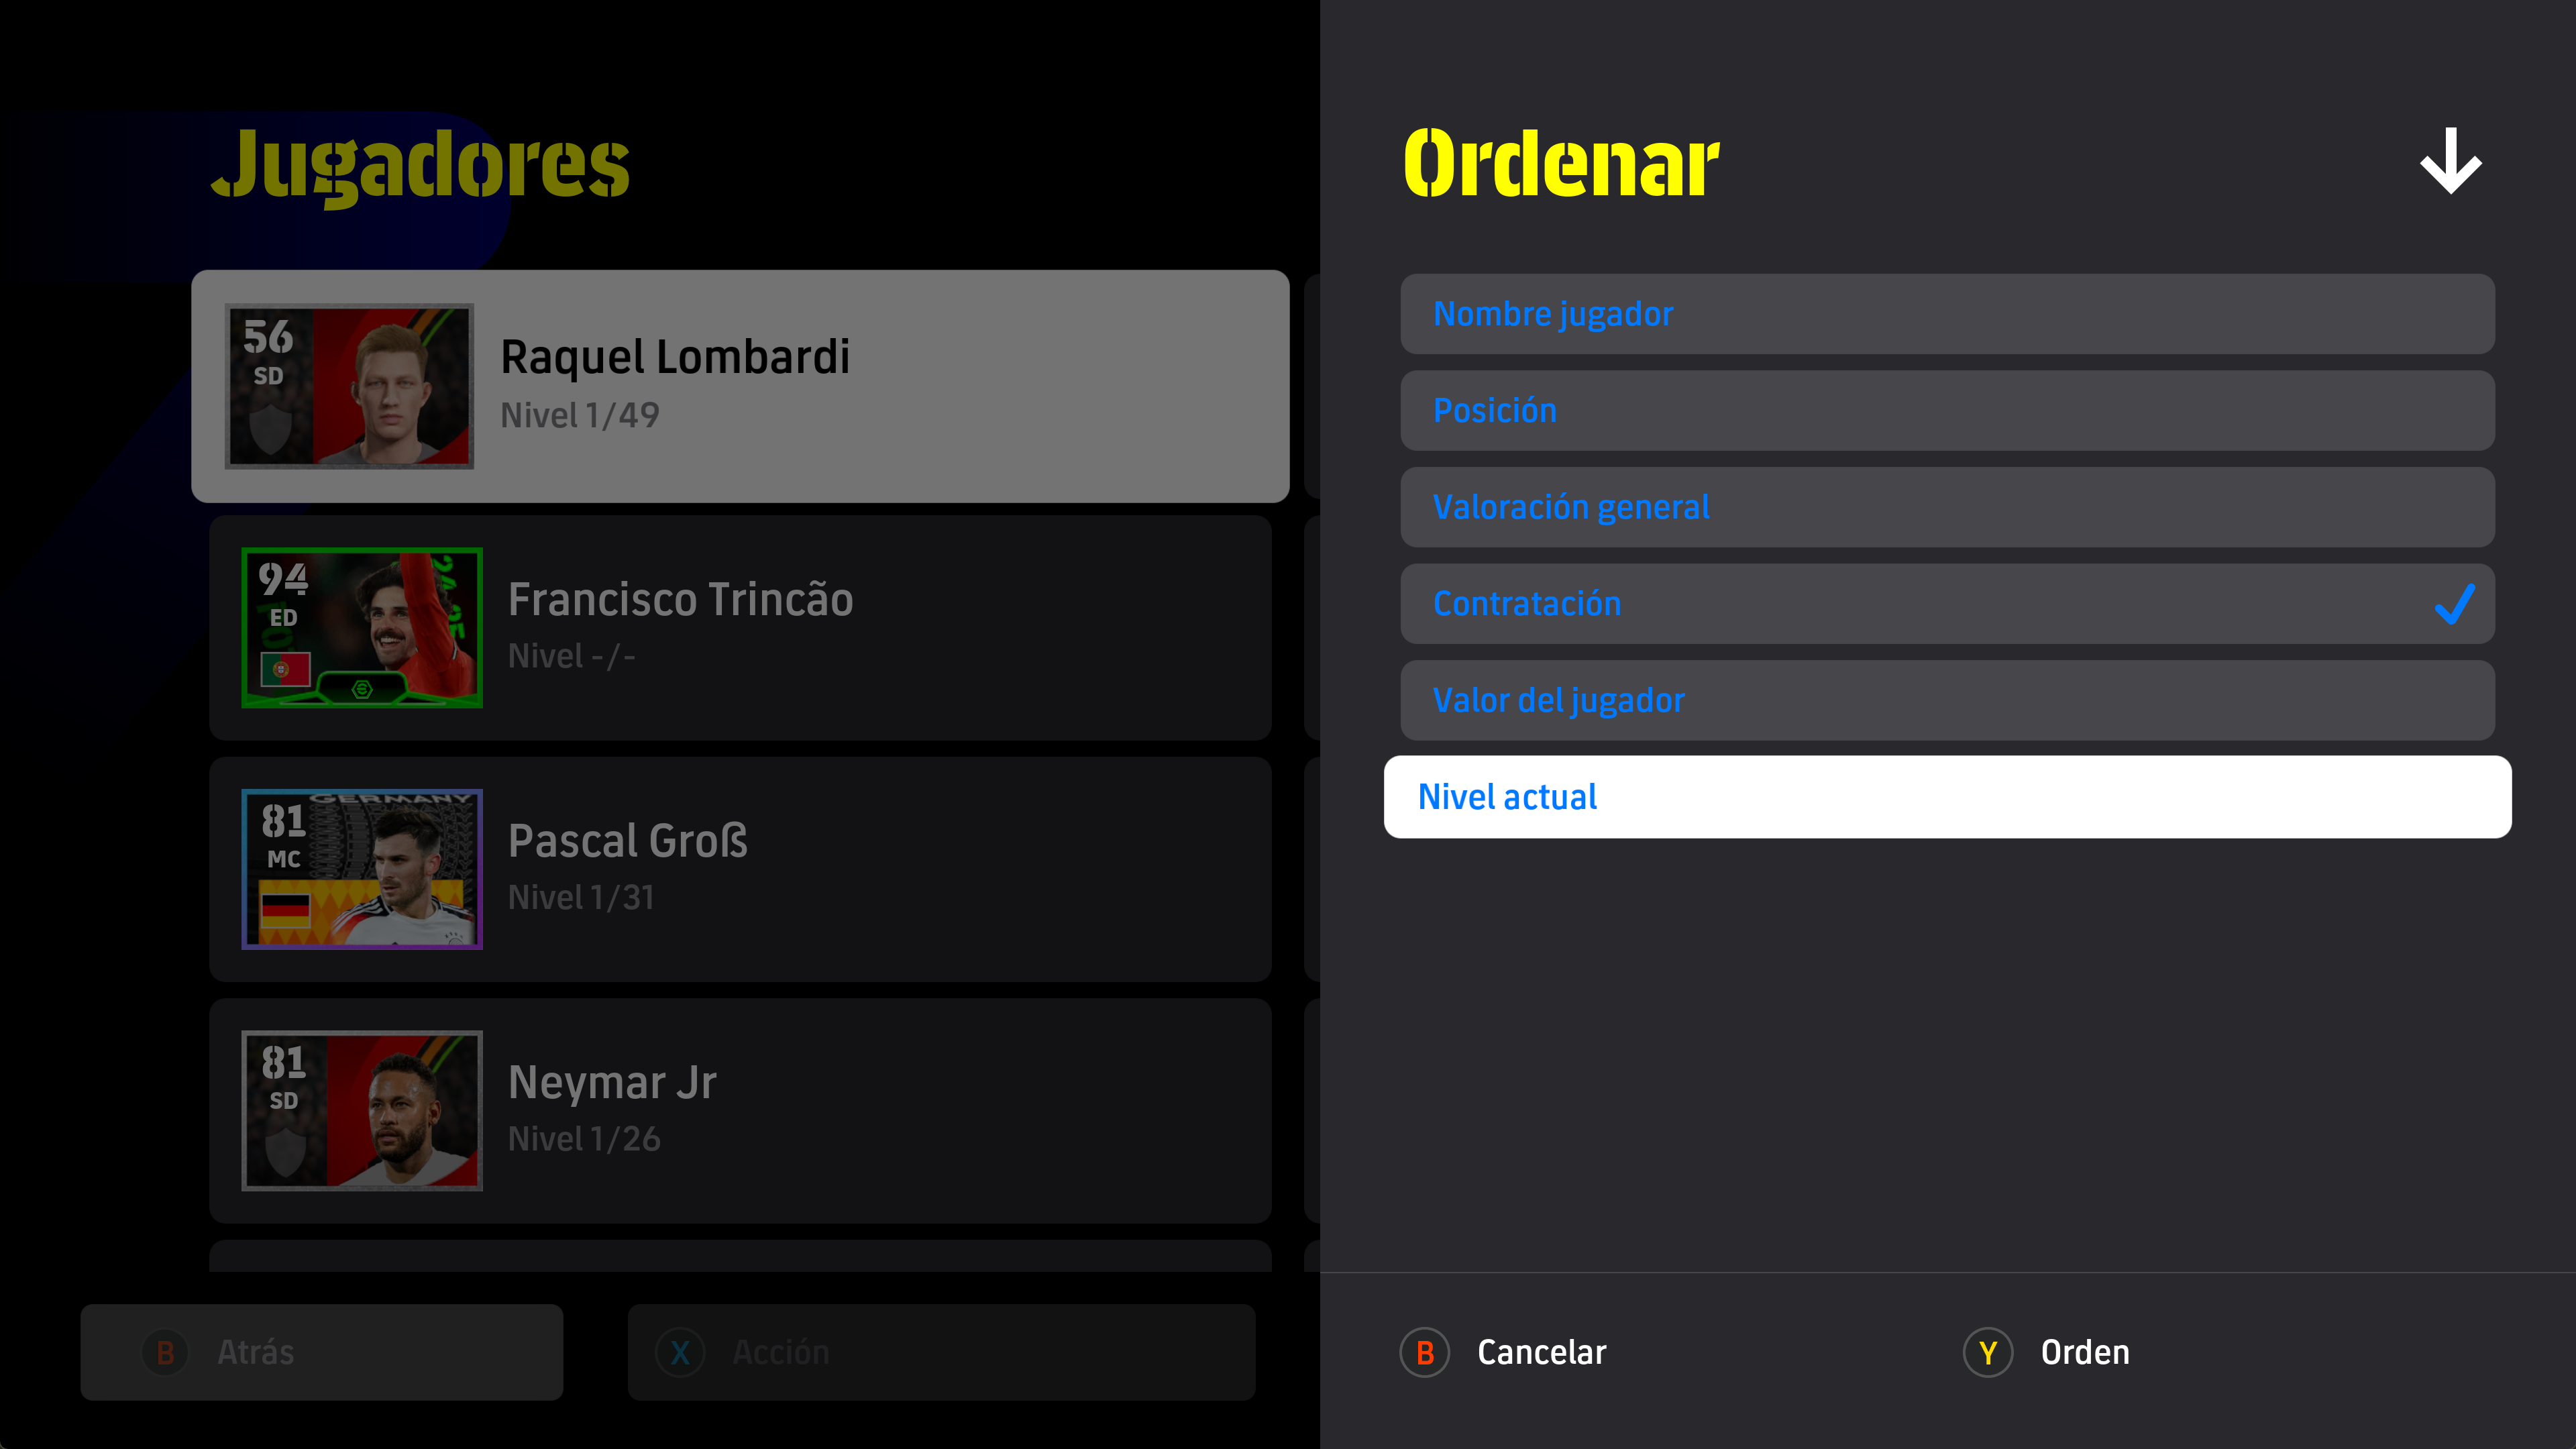 Jugadores
56
SD
Raquel Lombardi
Nivel 1/49
94
ED
Francisco Trincão
Nivel -/-
GERMANY
81
MC
Pascal Groß
Nivel 1/31
81
SD
Neymar Jr
Nivel 1/26
B Atrás
X Acción
Ordenar
Nombre jugador
Posición
Valoración general
Contratación
Valor del jugador
Nivel actual
B Cancelar
Y Orden